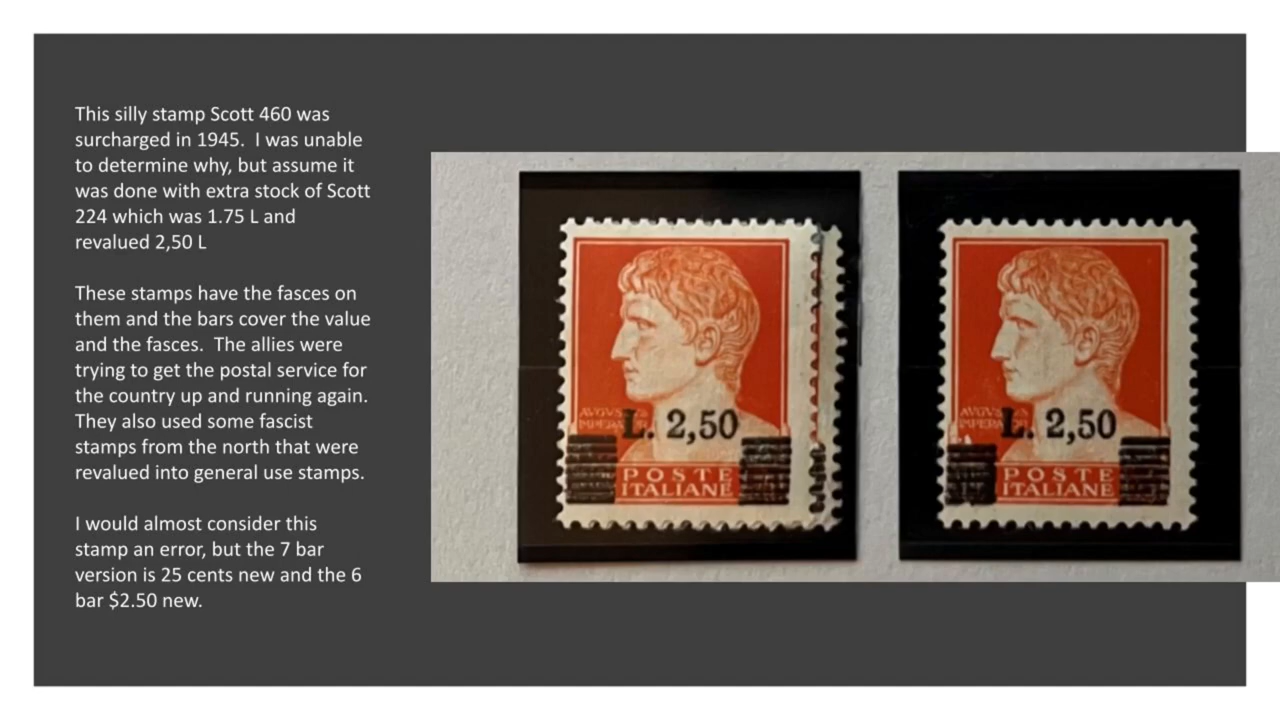 This silly stamp Scott 460 was
surcharged in 1945.  I was unable
to determine why, but assume it
was done with extra stock of Scott
224 which was 1.75 L and
revalued 2,50 L
These stamps have the fasces on
them and the bars cover the value
and the fasces.  The allies were
trying to get the postal service for
the country up and running again.
They also used some fascist
stamps from the north that were
revalued into general use stamps.
I would almost consider this
stamp an error, but the 7 bar
version is 25 cents new and the 6
bar $2.50 new.
AVGVSTVS
L. 2,50
POSTE
ITALIANE
AVGVS
L. 2,50
POSTE
ITALIANE